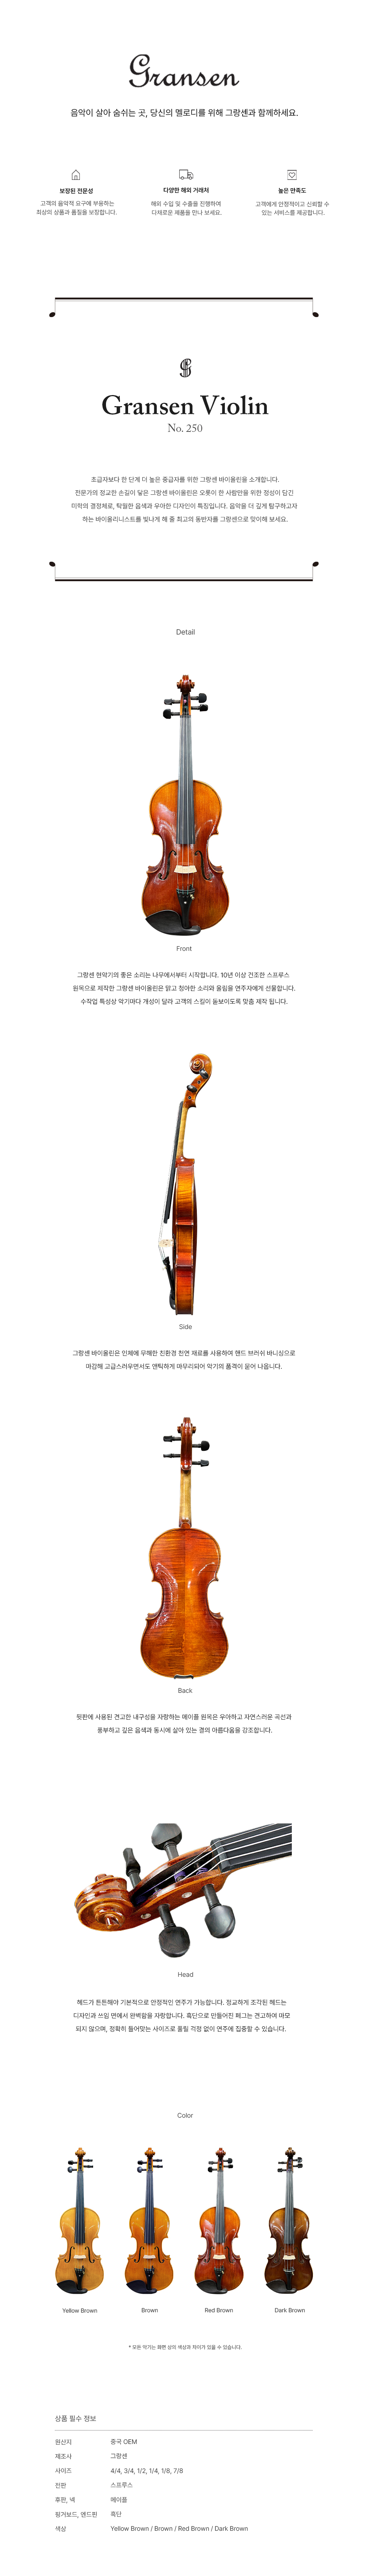 Gransen
음악이 살아 숨쉬는 곳, 당신의 멜로디를 위해 그랑센과 함께하세요.
보장된 전문성
고객의 음악적 요구에 부응하는
최상의 상품과 품질을 보장합니다.
다양한 해외 거래처
해외 수입 및 수출을 진행하여
다채로운 제품을 만나 보세요.
높은 만족도
고객에게 안정적이고 신뢰할 수
있는 서비스를 제공합니다.
Gransen Violin
No. 250
초급자보다 한 단계 더 높은 중급자를 위한 그랑센 바이올린을 소개합니다.
전문가의 정교한 손길이 닿은 그랑센 바이올린은 오롯이 한 사람만을 위한 정성이 담긴
미학의 결정체로, 탁월한 음색과 우아한 디자인이 특징입니다. 음악을 더 깊게 탐구하고자
하는 바이올리니스트를 빛나게 해 줄 최고의 동반자를 그랑센으로 맞이해 보세요.
Detail
Front
그랑센 현악기의 좋은 소리는 나무에서부터 시작합니다. 10년 이상 건조한 스프루스
원목으로 제작한 그랑센 바이올린은 맑고 청아한 소리와 울림을 연주자에게 선물합니다.
수작업 특성상 악기마다 개성이 달라 고객의 스킬이 돋보이도록 맞춤 제작 됩니다.
Side
그랑센 바이올린은 인체에 무해한 친환경 천연 재료를 사용하여 핸드 브러쉬 바니싱으로
마감해 고급스러우면서도 앤틱하게 마무리되어 악기의 품격이 묻어 나옵니다.
Back
뒷판에 사용된 견고한 내구성을 자랑하는 메이플 원목은 우아하고 자연스러운 곡선과
풍부하고 깊은 음색과 동시에 살아 있는 결의 아름다움을 강조합니다.
Head
헤드가 튼튼해야 기본적으로 안정적인 연주가 가능합니다. 정교하게 조각된 헤드는
디자인과 쓰임 면에서 완벽함을 자랑합니다. 흑단으로 만들어진 페그는 견고하여 마모
되지 않으며, 정확히 들어맞는 사이즈로 풀릴 걱정 없이 연주에 집중할 수 있습니다.
Color
Yellow Brown
Brown
Red Brown
Dark Brown
* 모든 악기는 화면 상의 색상과 차이가 있을 수 있습니다.
상품 필수 정보
원산지 중국 OEM
제조사 그랑센
사이즈 4/4, 3/4, 1/2, 1/4, 1/8, 7/8
전판 스프루스
후판, 넥 메이플
핑거보드, 엔드핀 흑단
색상 Yellow Brown / Brown / Red Brown / Dark Brown